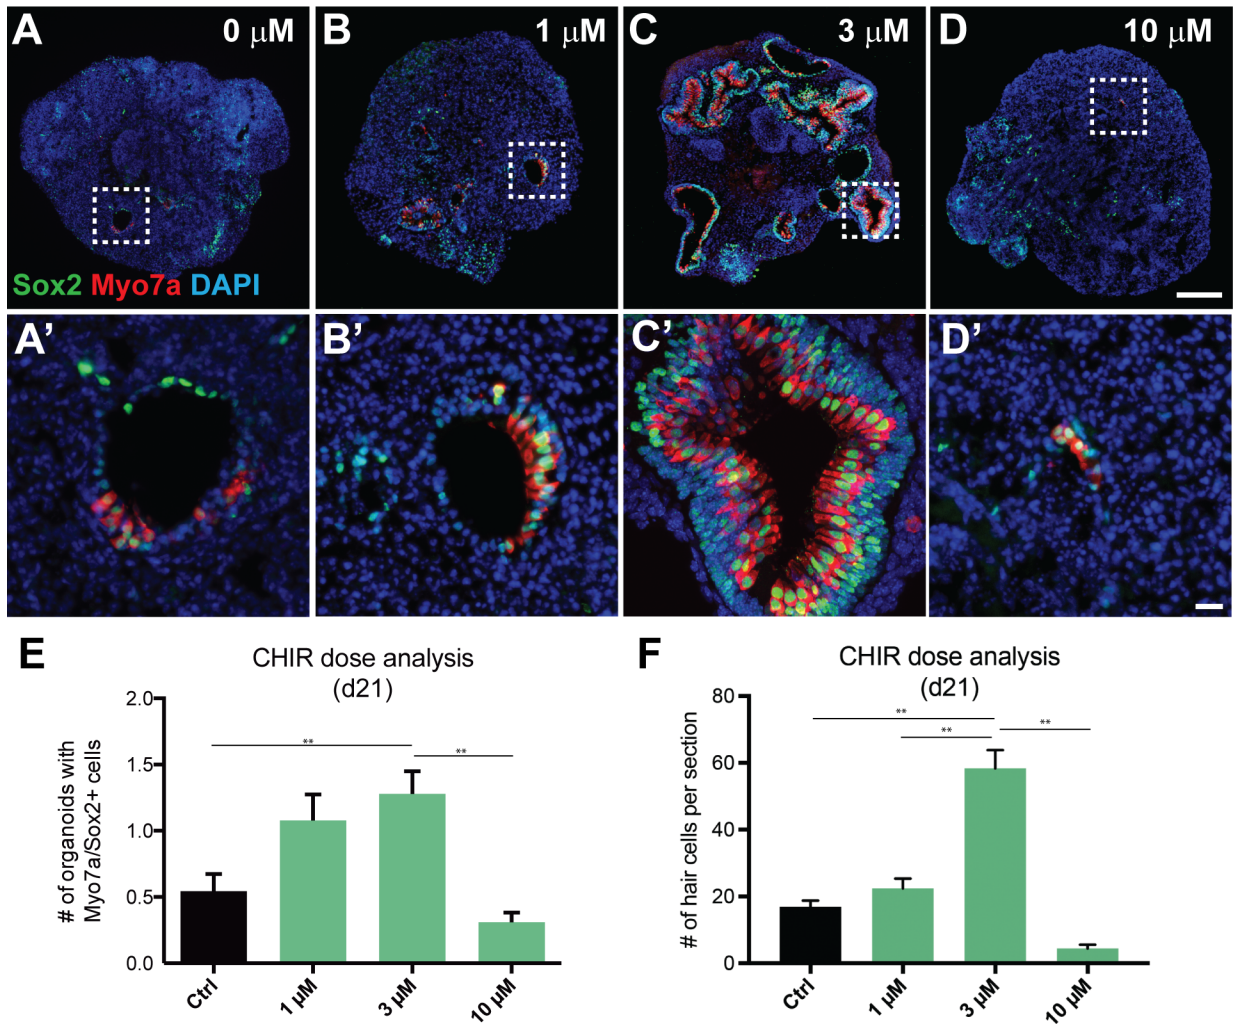 A 0 μM
B 1 μM
C 3 μM
D 10 μM
Sox2 Myo7a DAPI
A’
B’
C’
D’
E
CHIR dose analysis
(d21)
# of organoids with
Myo7a/Sox2+ cells
2.0
1.5
1.0
0.5
0.0
**
**
Ctrl
1 μM
3 μM
10 μM
F
CHIR dose analysis
(d21)
# of hair cells per section
80
60
40
20
0
**
**
**
Ctrl
1 μM
3 μM
10 μM